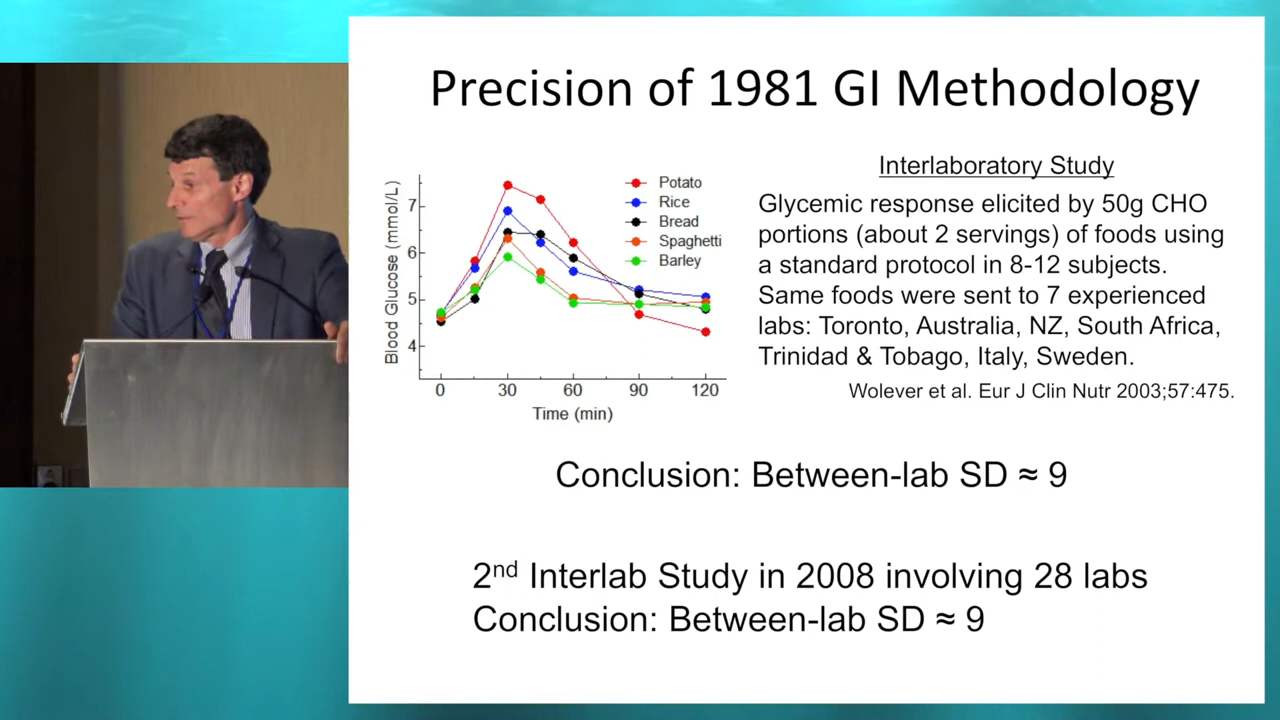 Precision of 1981 GI Methodology
Blood Glucose (mmol/L)
7
6
5
4
0 30 60 90 120
Time (min)
Potato
Rice
Bread
Spaghetti
Barley
Interlaboratory Study
Glycemic response elicited by 50g CHO
portions (about 2 servings) of foods using
a standard protocol in 8-12 subjects.
Same foods were sent to 7 experienced
labs: Toronto, Australia, NZ, South Africa,
Trinidad & Tobago, Italy, Sweden.
Wolever et al. Eur J Clin Nutr 2003;57:475.
Conclusion: Between-lab SD ≈ 9
2nd Interlab Study in 2008 involving 28 labs
Conclusion: Between-lab SD ≈ 9